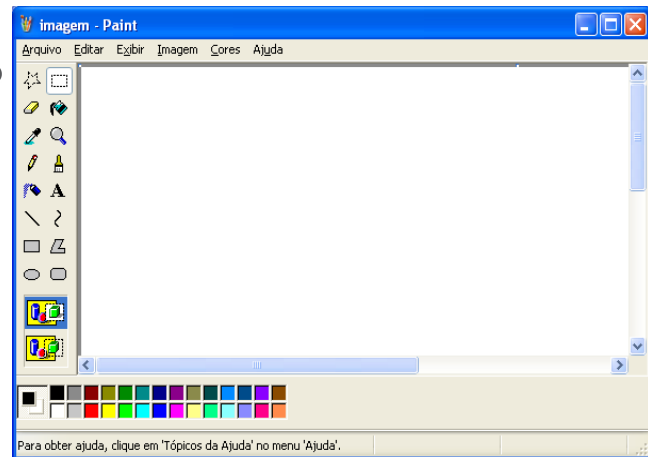 imagem - Paint
Arquivo Editar Exibir Imagem Cores Ajuda
A
Para obter ajuda, clique em 'Tópicos da Ajuda' no menu 'Ajuda'.